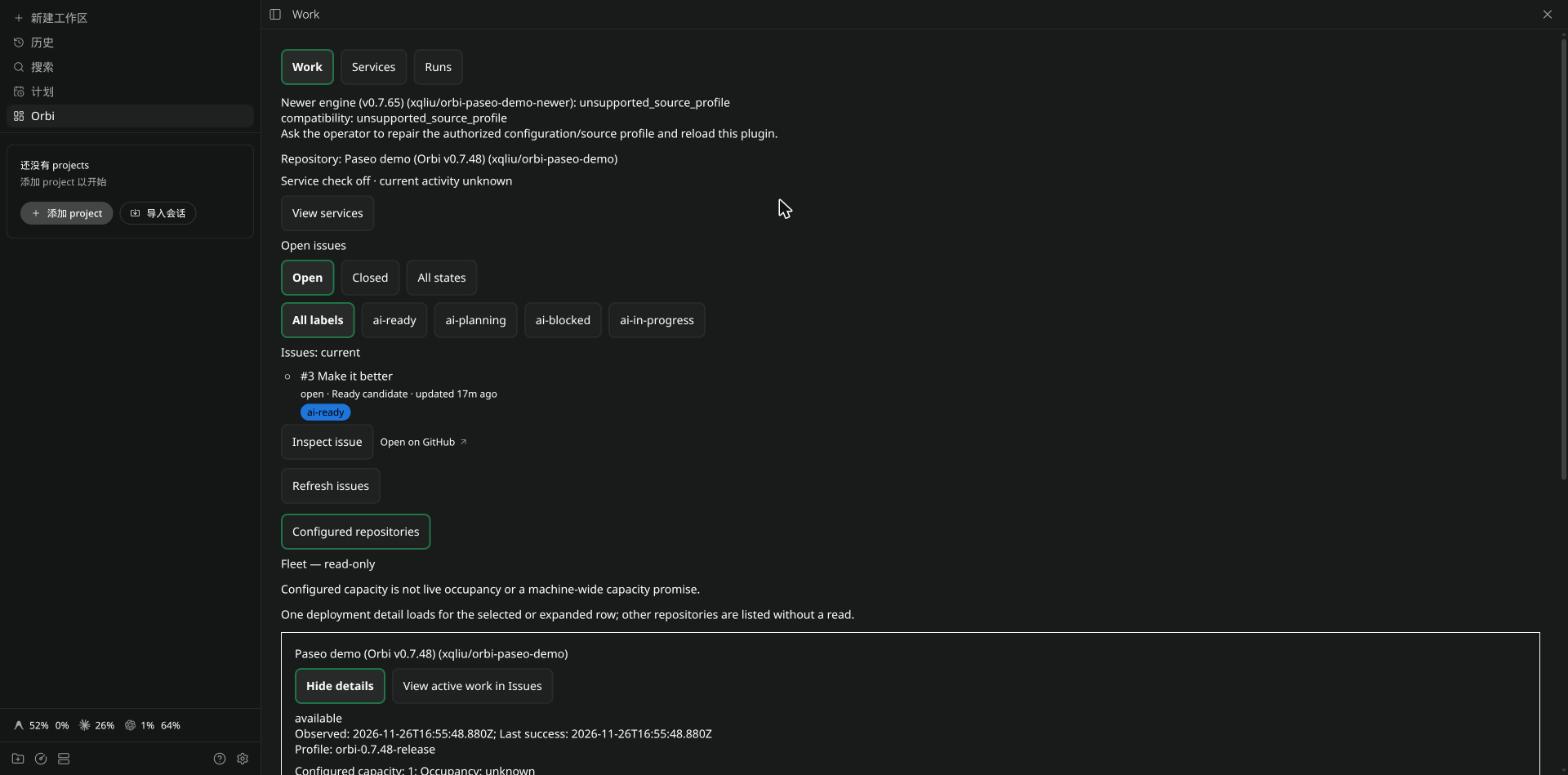 新建工作区
历史
搜索
计划
Orbi
还没有 projects
添加 project 以开始
添加 project
导入会话
52% 0% 26% 1% 64%
Work
Work Services Runs
Newer engine (v0.7.65) (xqliu/orbi-paseo-demo-newer): unsupported_source_profile
compatibility: unsupported_source_profile
Ask the operator to repair the authorized configuration/source profile and reload this plugin.
Repository: Paseo demo (Orbi v0.7.48) (xqliu/orbi-paseo-demo)
Service check off · current activity unknown
View services
Open issues
Open Closed All states
All labels ai-ready ai-planning ai-blocked ai-in-progress
Issues: current
#3 Make it better
open · Ready candidate · updated 17m ago
ai-ready
Inspect issue Open on GitHub ↗
Refresh issues
Configured repositories
Fleet — read-only
Configured capacity is not live occupancy or a machine-wide capacity promise.
One deployment detail loads for the selected or expanded row; other repositories are listed without a read.
Paseo demo (Orbi v0.7.48) (xqliu/orbi-paseo-demo)
Hide details View active work in Issues
available
Observed: 2026-11-26T16:55:48.880Z; Last success: 2026-11-26T16:55:48.880Z
Profile: orbi-0.7.48-release
Configured capacity: 1; Occupancy: unknown